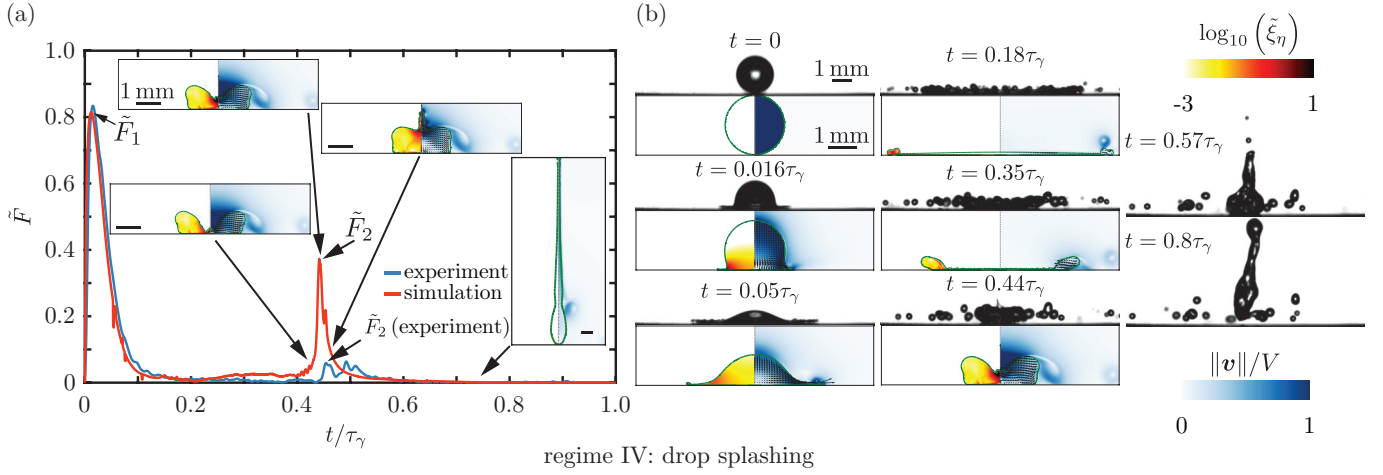 (a)
1.0
0.8
0.6
0.4
0.2
0
F̃
0
0.2
0.4
0.6
0.8
1.0
t/τγ
1 mm
F̃1
F̃2
experiment
simulation
F̃2 (experiment)
(b)
t = 0
1 mm
1 mm
t = 0.016τγ
t = 0.05τγ
t = 0.18τγ
t = 0.35τγ
t = 0.44τγ
log10 (ξ̃η)
-3 1
t = 0.57τγ
t = 0.8τγ
‖v‖/V
0 1
regime IV: drop splashing